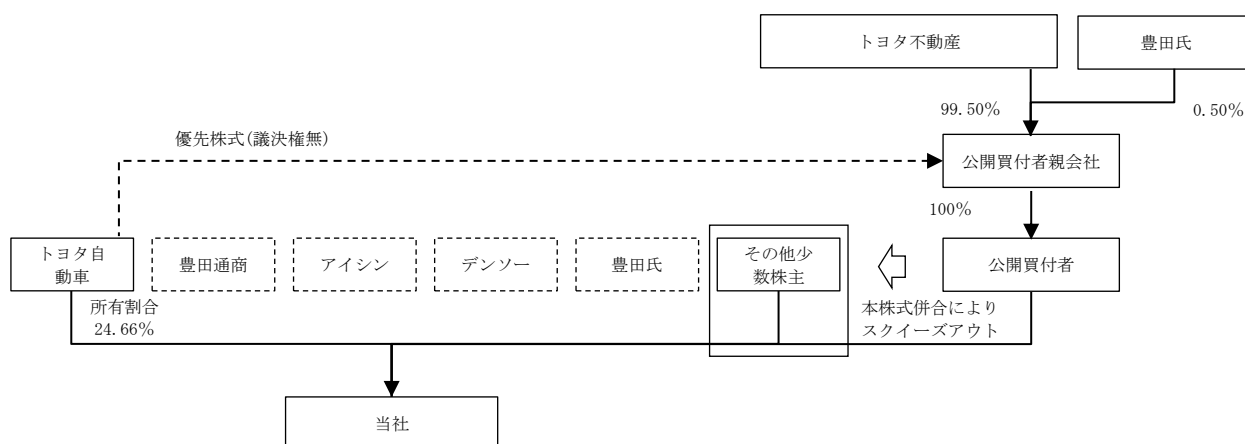 トヨタ不動産
豊田氏
99.50%
0.50%
優先株式(議決権無)
公開買付者親会社
100%
トヨタ自
動車
豊田通商
アイシン
デンソー
豊田氏
その他少
数株主
公開買付者
所有割合
24.66%
本株式併合により
スクイーズアウト
当社